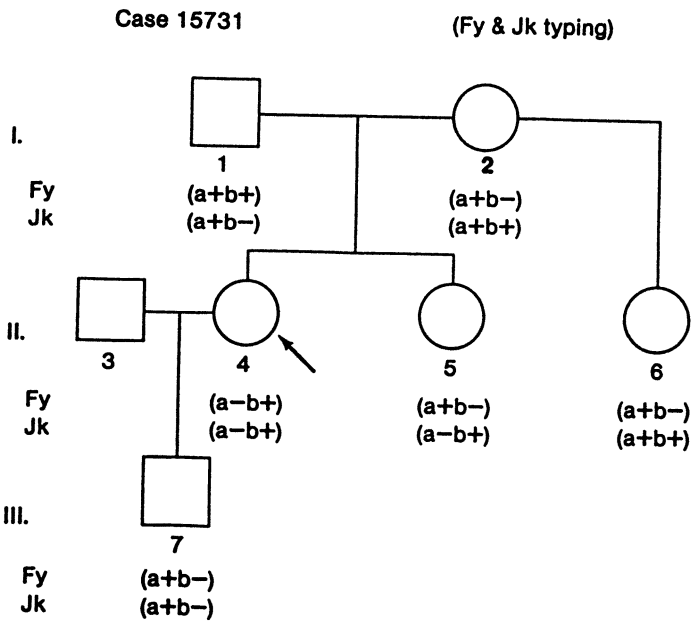 Case 15731 (Fy & Jk typing)
I.
1 2
Fy (a+b+) (a+b−)
Jk (a+b−) (a+b+)
II.
3 4 5 6
Fy (a−b+) (a+b−) (a+b−)
Jk (a−b+) (a−b+) (a+b+)
III.
7
Fy (a+b−)
Jk (a+b−)